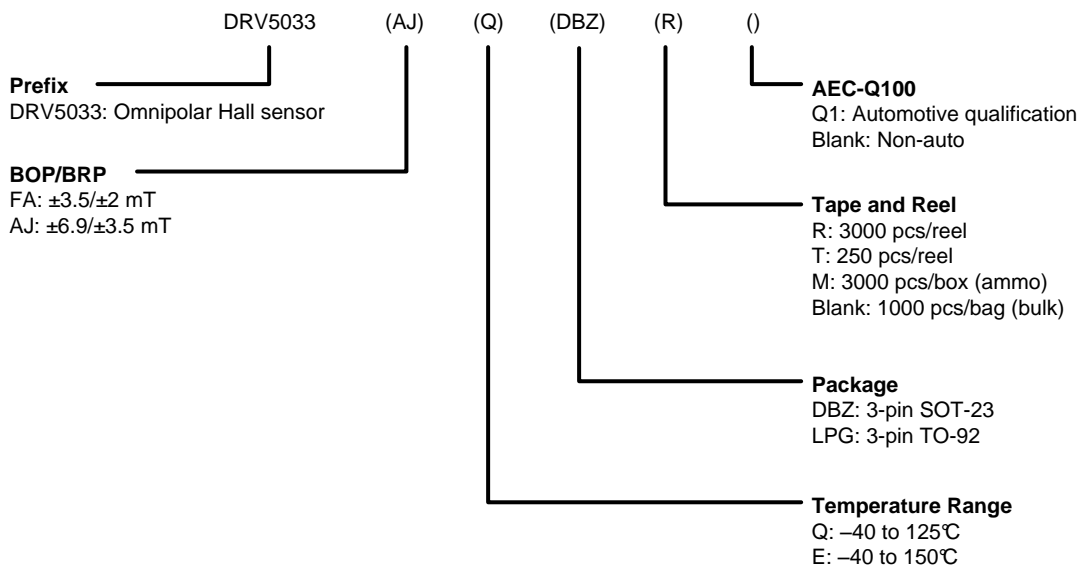 DRV5033 (AJ) (Q) (DBZ) (R) ()
Prefix
DRV5033: Omnipolar Hall sensor
BOP/BRP
FA: ±3.5/±2 mT
AJ: ±6.9/±3.5 mT
AEC-Q100
Q1: Automotive qualification
Blank: Non-auto
Tape and Reel
R: 3000 pcs/reel
T: 250 pcs/reel
M: 3000 pcs/box (ammo)
Blank: 1000 pcs/bag (bulk)
Package
DBZ: 3-pin SOT-23
LPG: 3-pin TO-92
Temperature Range
Q: –40 to 125℃
E: –40 to 150℃